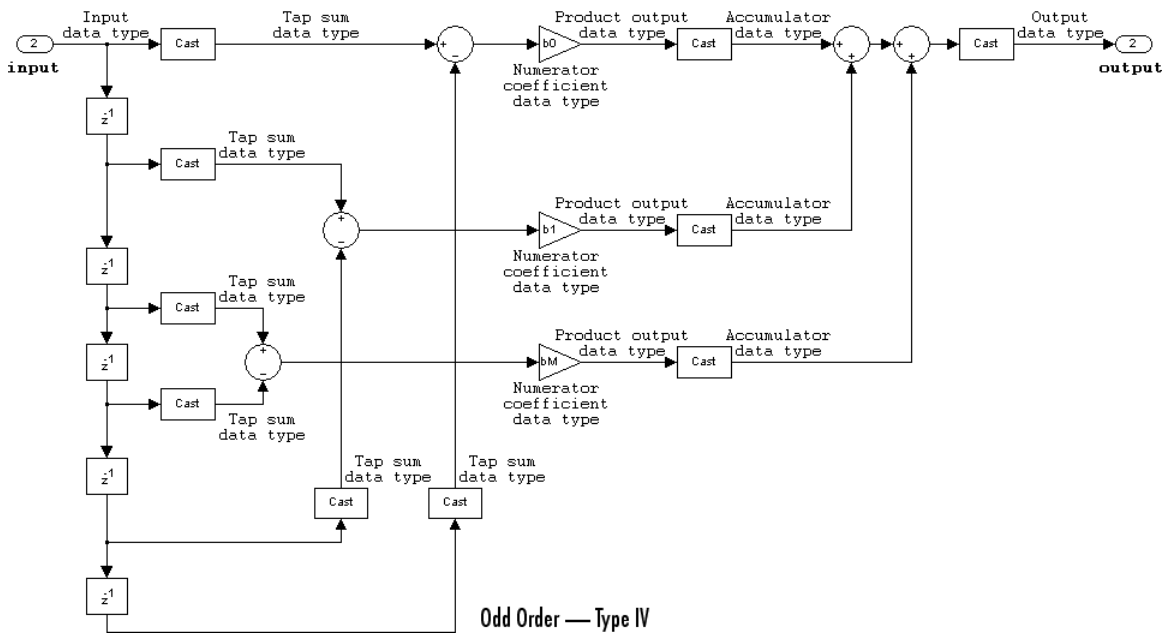 Input
data type
Tap sum
data type
Product output
data type
Accumulator
data type
Output
data type
2
input
Cast
+
−
b0
Cast
+
+
+
+
Cast
2
output
Numerator
coefficient
data type
z-1
Tap sum
data type
Cast
Product output
data type
Accumulator
data type
+
−
b1
Cast
Numerator
coefficient
data type
z-1
Tap sum
data type
Cast
Product output
data type
Accumulator
data type
z-1
+
−
bM
Cast
Numerator
coefficient
data type
Cast
Tap sum
data type
z-1
Tap sum
data type
Tap sum
data type
Cast
Cast
z-1
Odd Order — Type IV